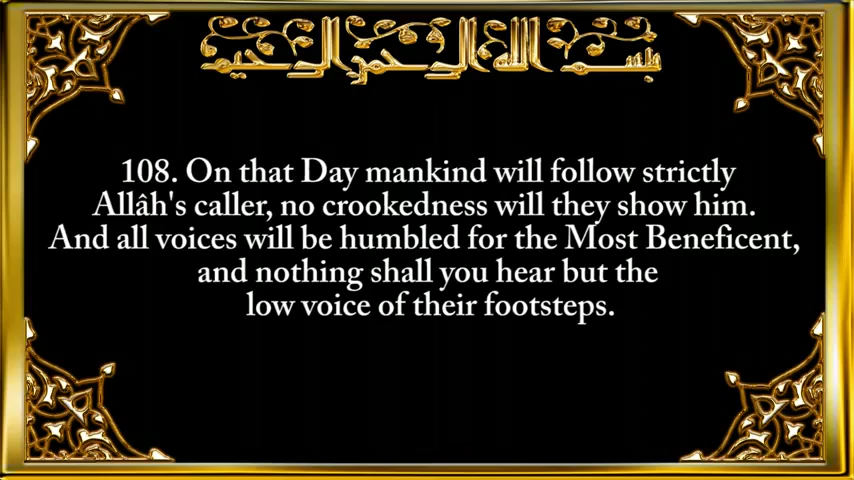 بسم الله الرحمن الرحيم
108. On that Day mankind will follow strictly
Allâh's caller, no crookedness will they show him.
And all voices will be humbled for the Most Beneficent,
and nothing shall you hear but the
low voice of their footsteps.